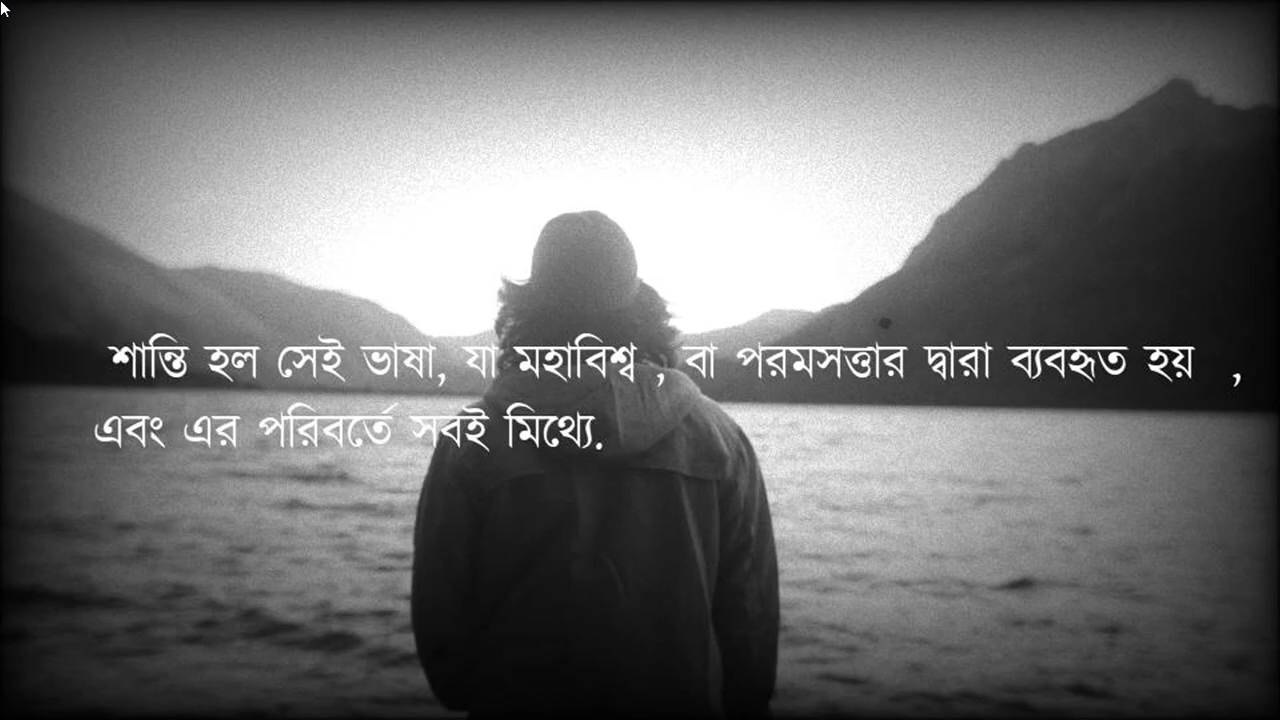 শান্তি হল সেই ভাষা, যা মহাবিশ্ব , বা পরমসত্তার দ্বারা ব্যবহৃত হয় ,
এবং এর পরিবর্তে সবই মিথ্যে.